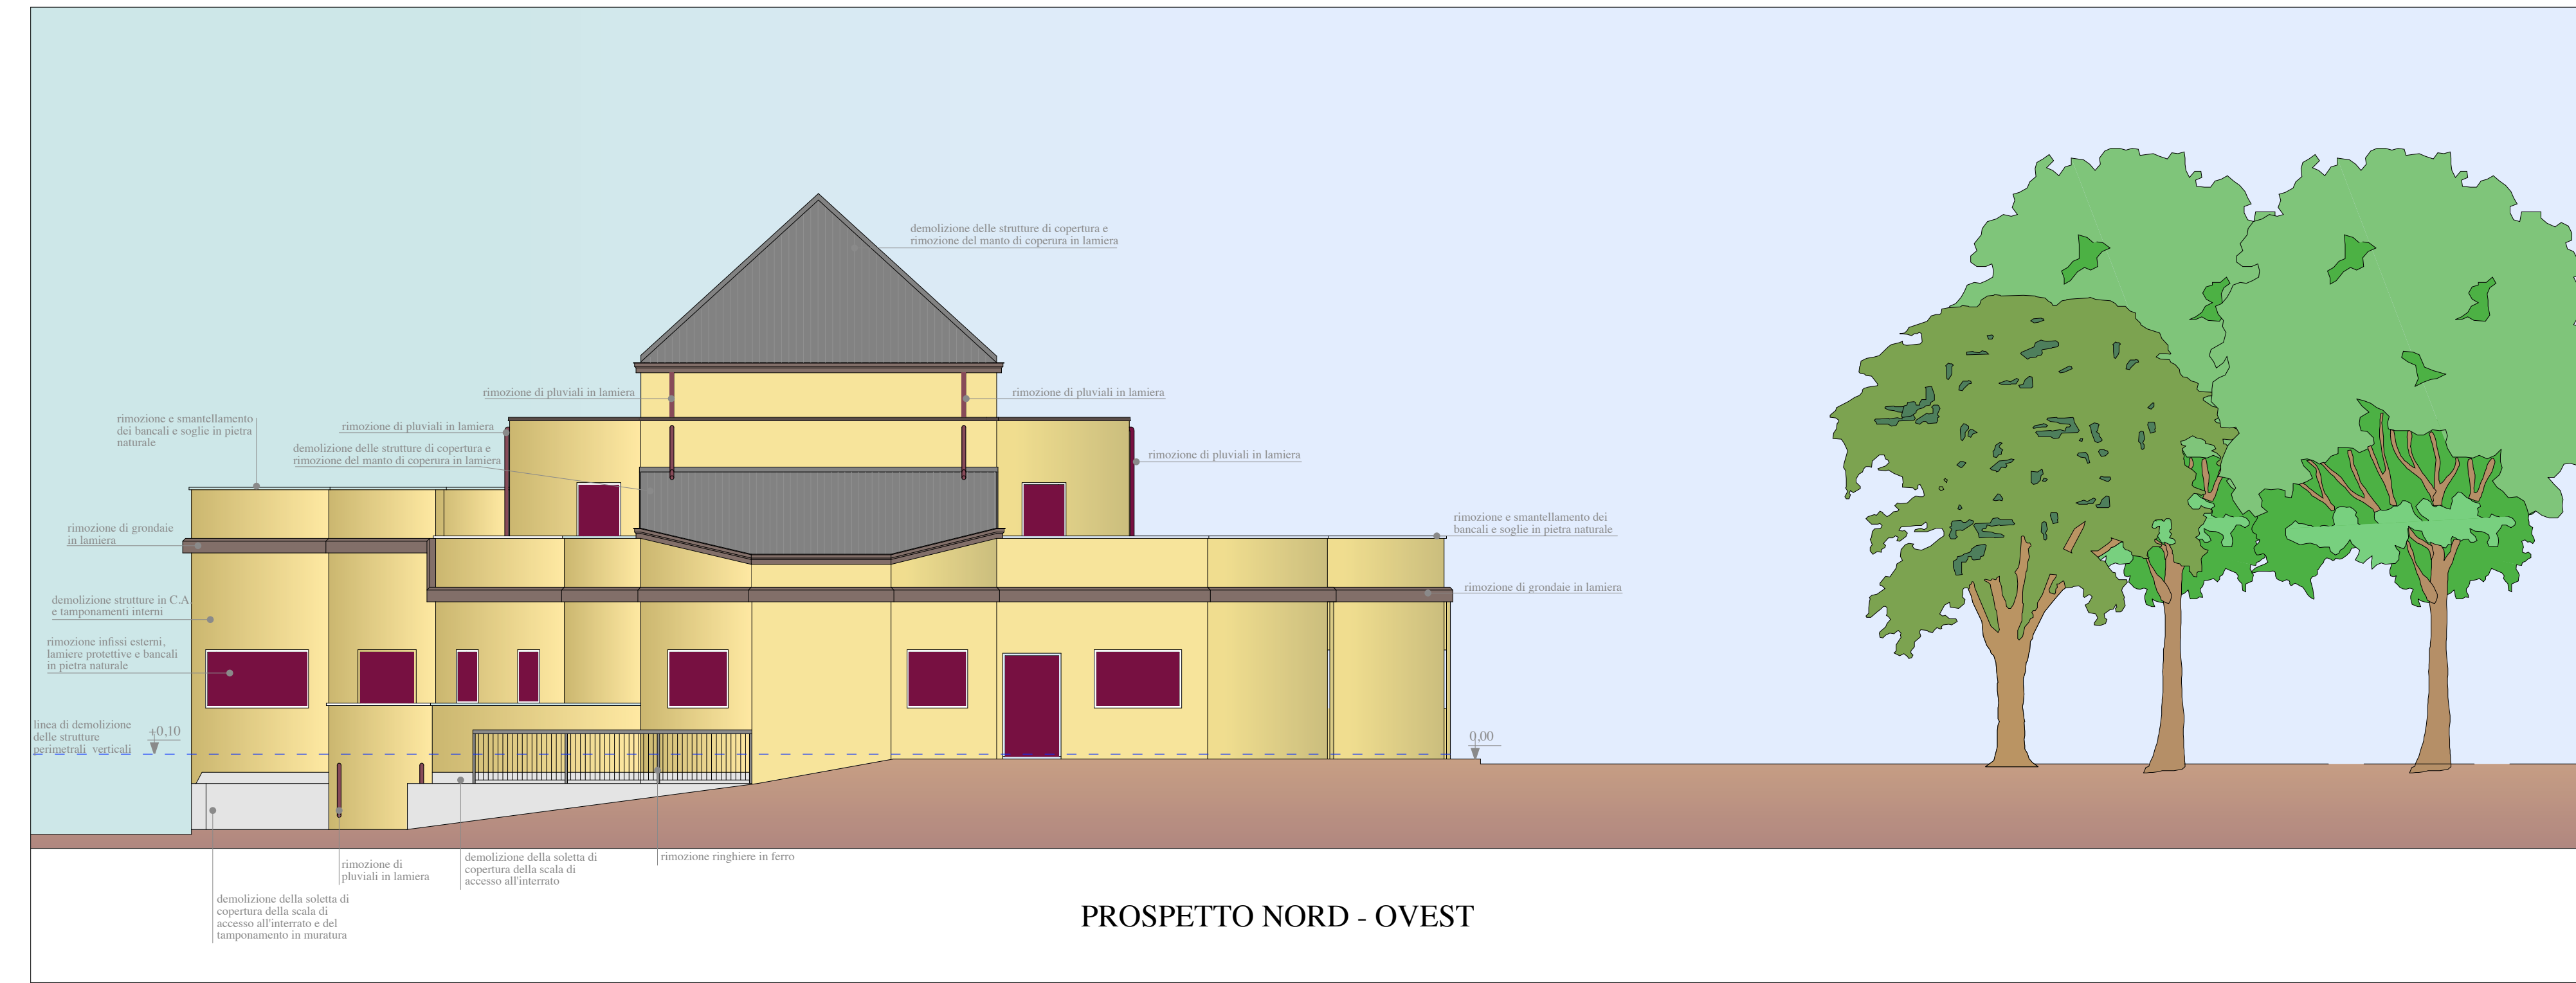 demolizione delle strutture di copertura e
rimozione del manto di coperura in lamiera
rimozione di pluviali in lamiera
rimozione di pluviali in lamiera
rimozione e smantellamento
dei bancali e soglie in pietra
naturale
rimozione di pluviali in lamiera
demolizione delle strutture di copertura e
rimozione del manto di coperura in lamiera
rimozione di pluviali in lamiera
rimozione di grondaie
in lamiera
rimozione e smantellamento dei
bancali e soglie in pietra naturale
rimozione di grondaie in lamiera
demolizione strutture in C.A
e tamponamenti interni
rimozione infissi esterni,
lamiere protettive e bancali
in pietra naturale
linea di demolizione
delle strutture
perimetrali verticali
+0,10
0,00
rimozione di
pluviali in lamiera
demolizione della soletta di
copertura della scala di
accesso all'interrato
rimozione ringhiere in ferro
demolizione della soletta di
copertura della scala di
accesso all'interrato e del
tamponamento in muratura
PROSPETTO NORD - OVEST